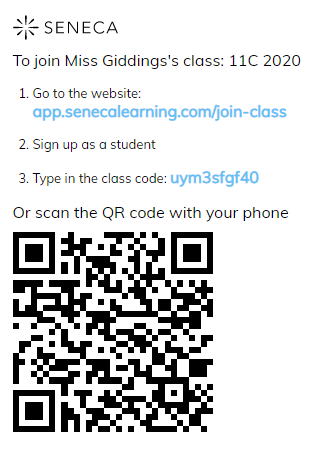 SENECA
To join Miss Giddings's class: 11C 2020
1. Go to the website:
app.senecalearning.com/join-class
2. Sign up as a student
3. Type in the class code: uym3sfgf40
Or scan the QR code with your phone